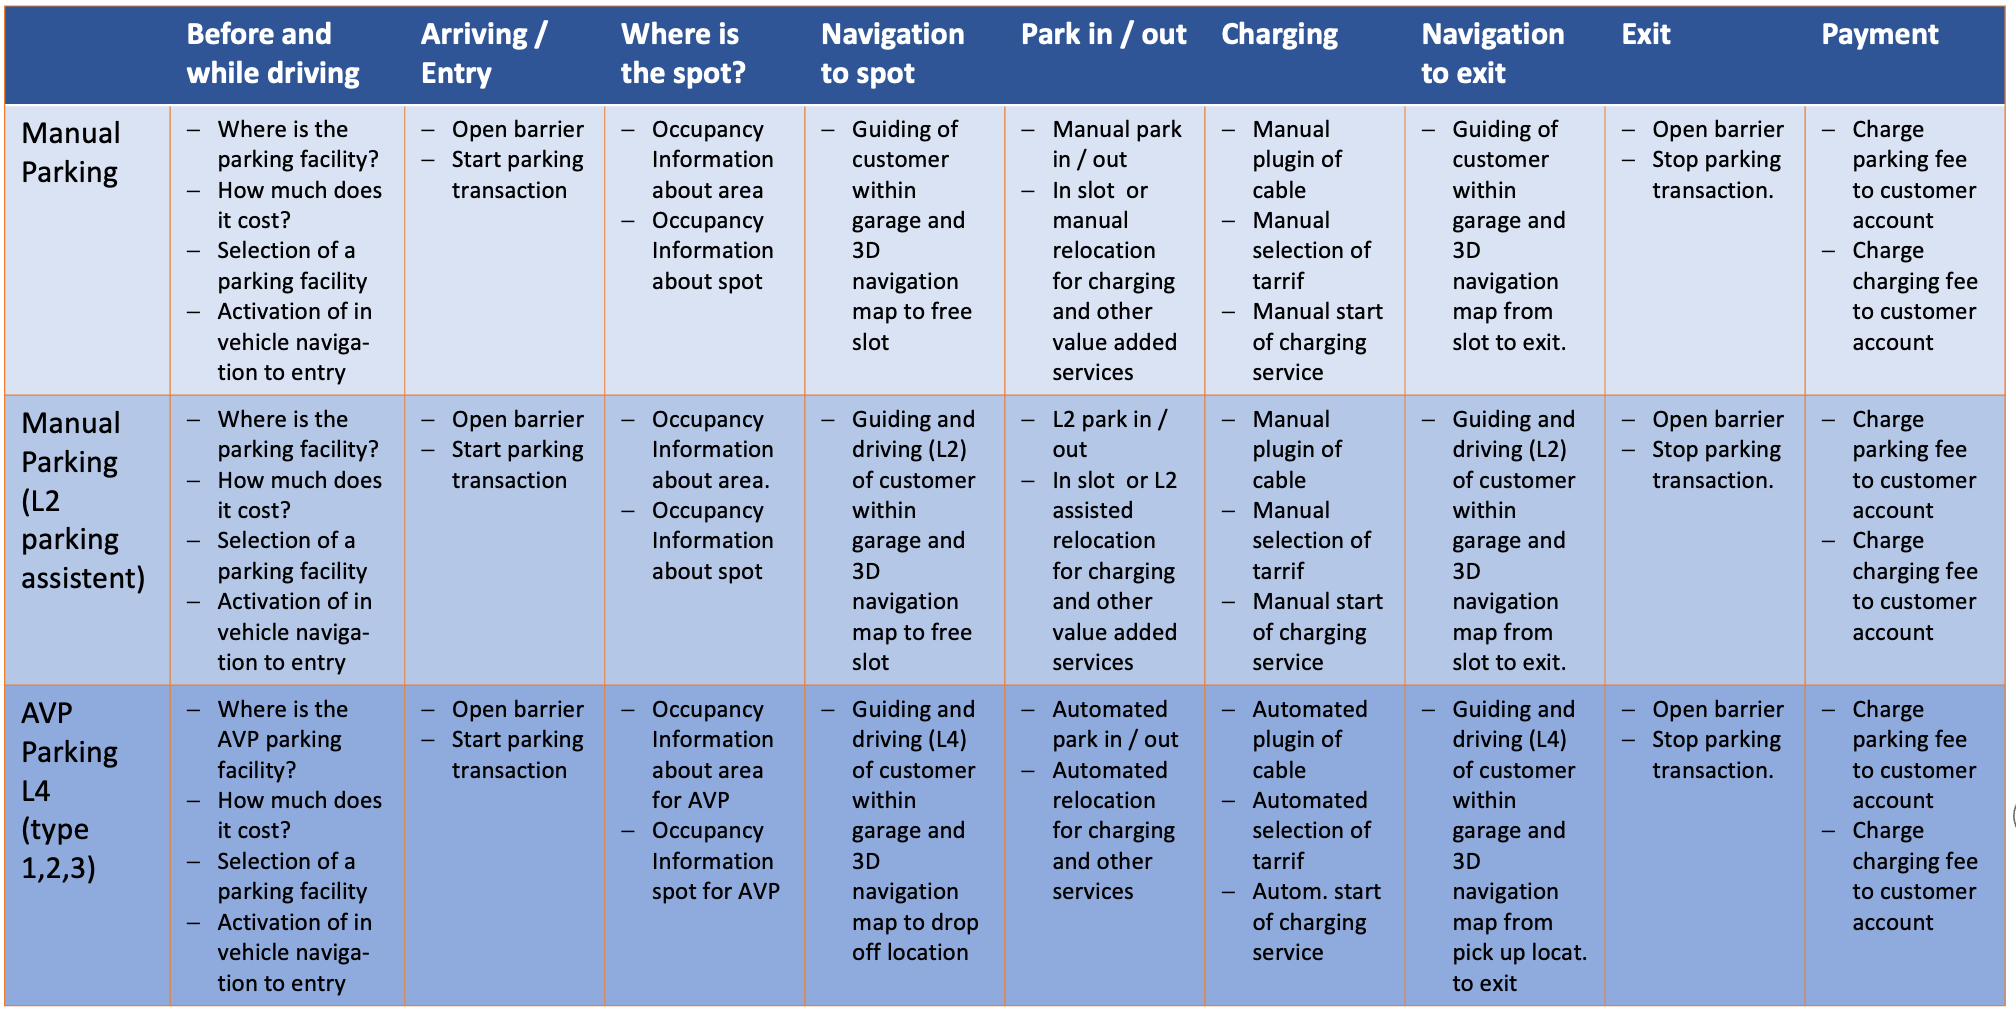 Before and
while driving
Arriving /
Entry
Where is
the spot?
Navigation
to spot
Park in / out
Charging
Navigation
to exit
Exit
Payment
Manual
Parking
– Where is the
parking facility?
– How much does
it cost?
– Selection of a
parking facility
– Activation of in
vehicle naviga-
tion to entry
– Open barrier
– Start parking
transaction
– Occupancy
Information
about area
– Occupancy
Information
about spot
– Guiding of
customer
within
garage and
3D
navigation
map to free
slot
– Manual park
in / out
– In slot or
manual
relocation
for charging
and other
value added
services
– Manual
plugin of
cable
– Manual
selection of
tarrif
– Manual start
of charging
service
– Guiding of
customer
within
garage and
3D
navigation
map from
slot to exit.
– Open barrier
– Stop parking
transaction.
– Charge
parking fee
to customer
account
– Charge
charging fee
to customer
account
Manual
Parking
(L2
parking
assistent)
– Where is the
parking facility?
– How much does
it cost?
– Selection of a
parking facility
– Activation of in
vehicle naviga-
tion to entry
– Open barrier
– Start parking
transaction
– Occupancy
Information
about area.
– Occupancy
Information
about spot
– Guiding and
driving (L2)
of customer
within
garage and
3D
navigation
map to free
slot
– L2 park in /
out
– In slot or L2
assisted
relocation
for charging
and other
value added
services
– Manual
plugin of
cable
– Manual
selection of
tarrif
– Manual start
of charging
service
– Guiding and
driving (L2)
of customer
within
garage and
3D
navigation
map from
slot to exit.
– Open barrier
– Stop parking
transaction.
– Charge
parking fee
to customer
account
– Charge
charging fee
to customer
account
AVP
Parking
L4
(type
1,2,3)
– Where is the
AVP parking
facility?
– How much does
it cost?
– Selection of a
parking facility
– Activation of in
vehicle naviga-
tion to entry
– Open barrier
– Start parking
transaction
– Occupancy
Information
about area
for AVP
– Occupancy
Information
spot for AVP
– Guiding and
driving (L4)
of customer
within
garage and
3D
navigation
map to drop
off location
– Automated
park in / out
– Automated
relocation
for charging
and other
services
– Automated
plugin of
cable
– Automated
selection of
tarrif
– Autom. start
of charging
service
– Guiding and
driving (L4)
of customer
within
garage and
3D
navigation
map from
pick up locat.
to exit
– Open barrier
– Stop parking
transaction.
– Charge
parking fee
to customer
account
– Charge
charging fee
to customer
account